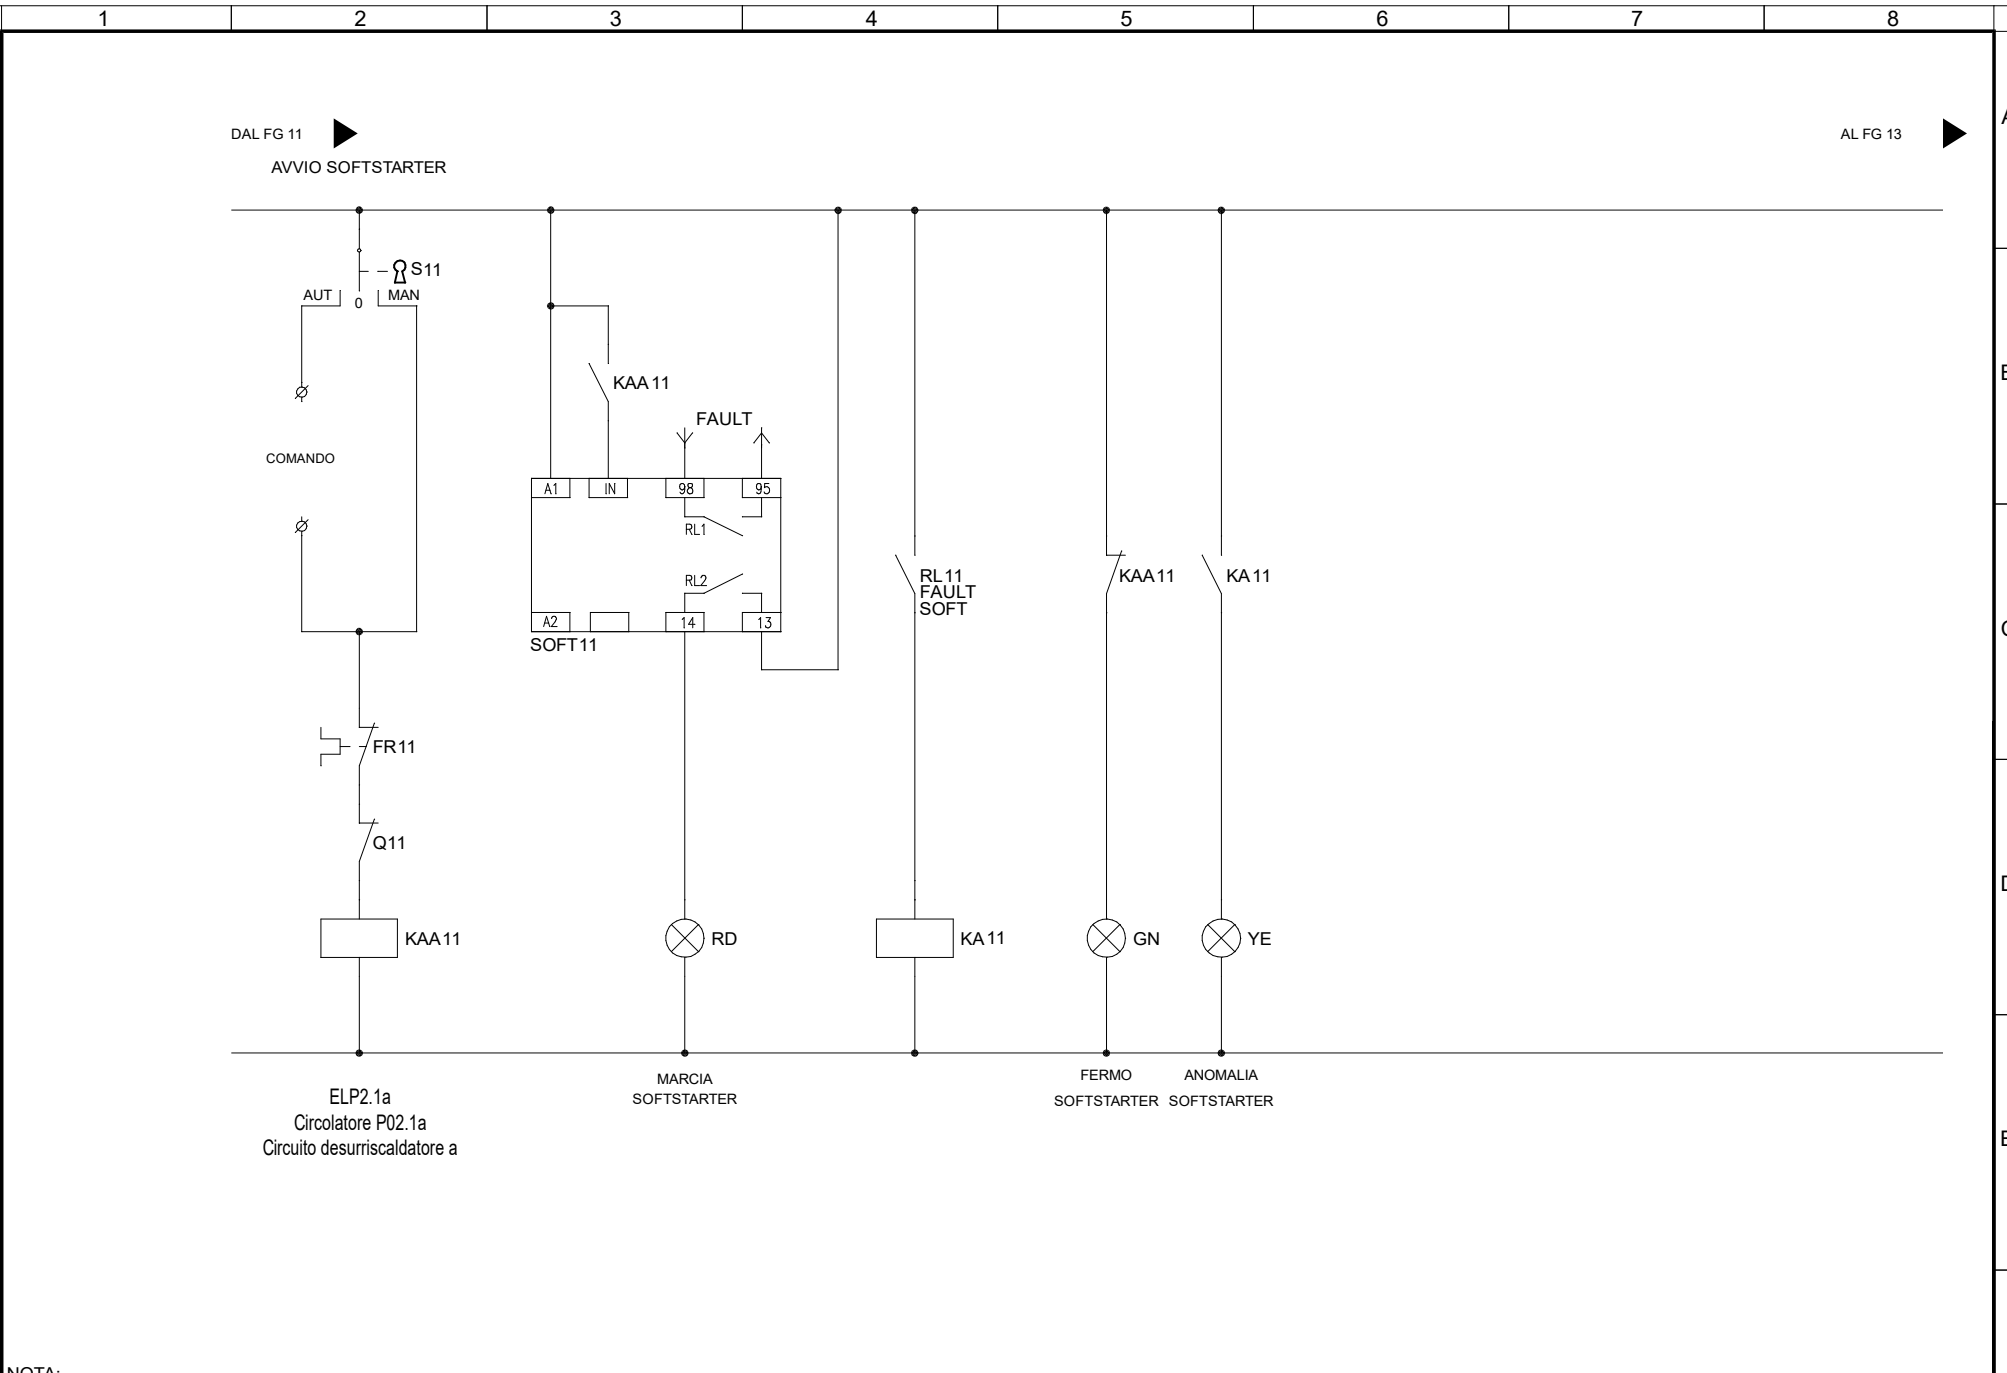 1 2 3 4 5 6 7 8
DAL FG 11
AL FG 13
AVVIO SOFTSTARTER
S11
AUT 0 MAN
KAA11
FAULT
COMANDO
A1 IN 98 95
RL1
RL2
A2 14 13
SOFT11
RL11
FAULT
SOFT
KAA11
KA11
FR11
Q11
KAA11
RD
KA11
GN
YE
ELP2.1a
Circolatore P02.1a
Circuito desurriscaldatore a
MARCIA
SOFTSTARTER
FERMO
SOFTSTARTER
ANOMALIA
SOFTSTARTER
NOTA: